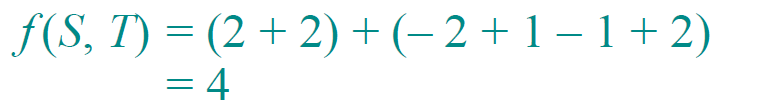 f(S, T) = (2 + 2) + (– 2 + 1 – 1 + 2)
= 4